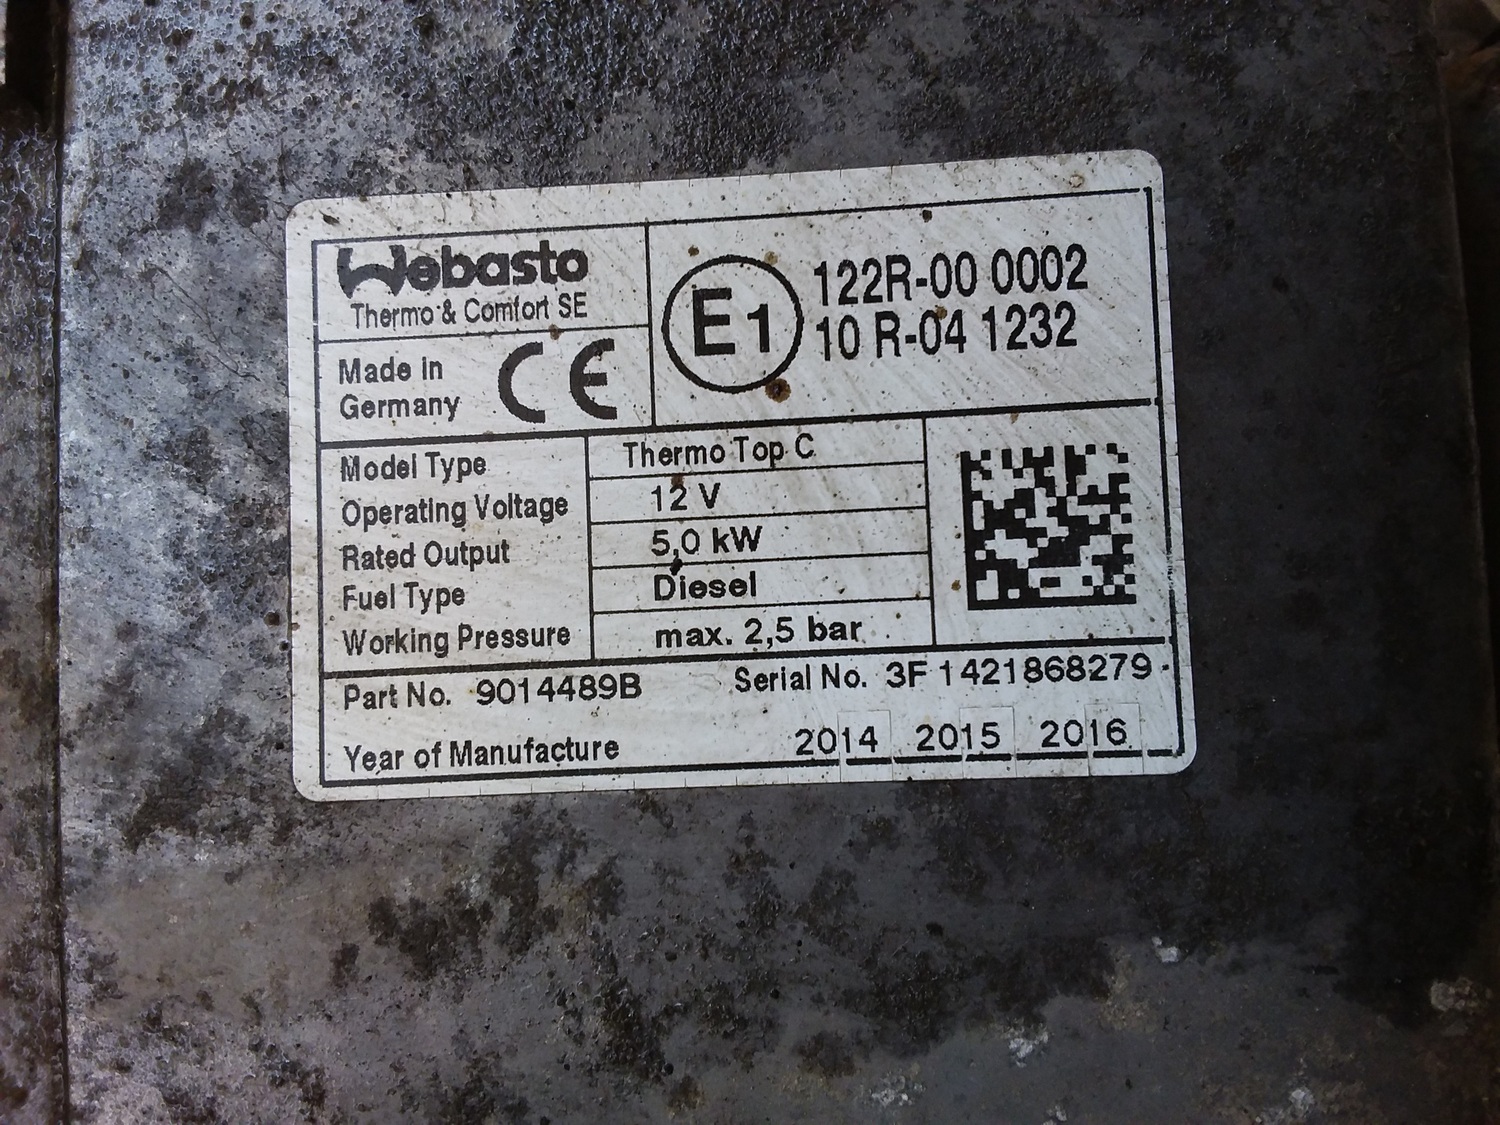 Webasto
Thermo & Comfort SE
Made in
Germany
CE
E1
122R-00 0002
10 R-04 1232
Model Type Thermo Top C
Operating Voltage 12 V
Rated Output 5,0 kW
Fuel Type Diesel
Working Pressure max. 2,5 bar
Part No. 9014489B Serial No. 3F 1421868279
Year of Manufacture 2014 2015 2016